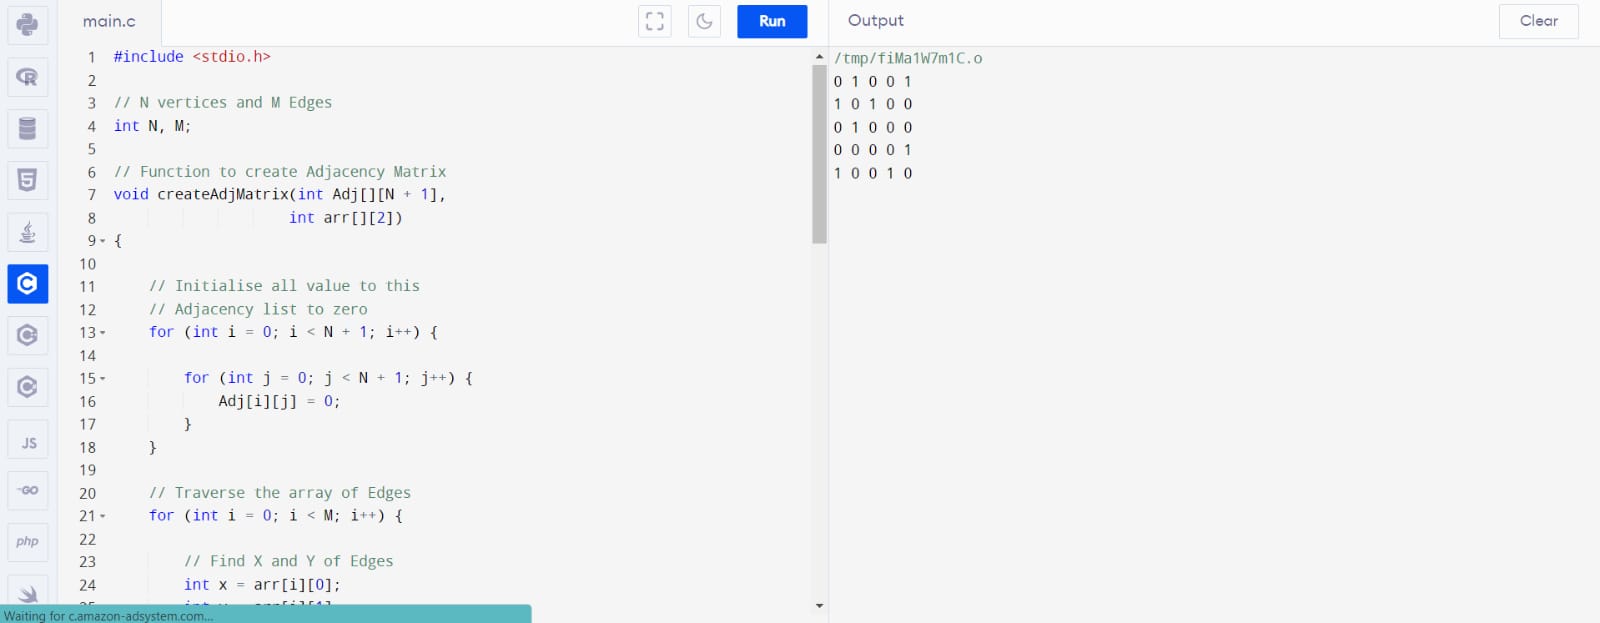 main.c
Run
Output
Clear
1 #include <stdio.h>
2
3 // N vertices and M Edges
4 int N, M;
5
6 // Function to create Adjacency Matrix
7 void createAdjMatrix(int Adj[][N + 1],
8 int arr[][2])
9 {
10
11 // Initialise all value to this
12 // Adjacency list to zero
13 for (int i = 0; i < N + 1; i++) {
14
15 for (int j = 0; j < N + 1; j++) {
16 Adj[i][j] = 0;
17 }
18 }
19
20 // Traverse the array of Edges
21 for (int i = 0; i < M; i++) {
22
23 // Find X and Y of Edges
24 int x = arr[i][0];
/tmp/fiMa1W7m1C.o
0 1 0 0 1
1 0 1 0 0
0 1 0 0 0
0 0 0 0 1
1 0 0 1 0
R
5
C
C
C
JS
GO
php
Waiting for c.amazon-adsystem.com...